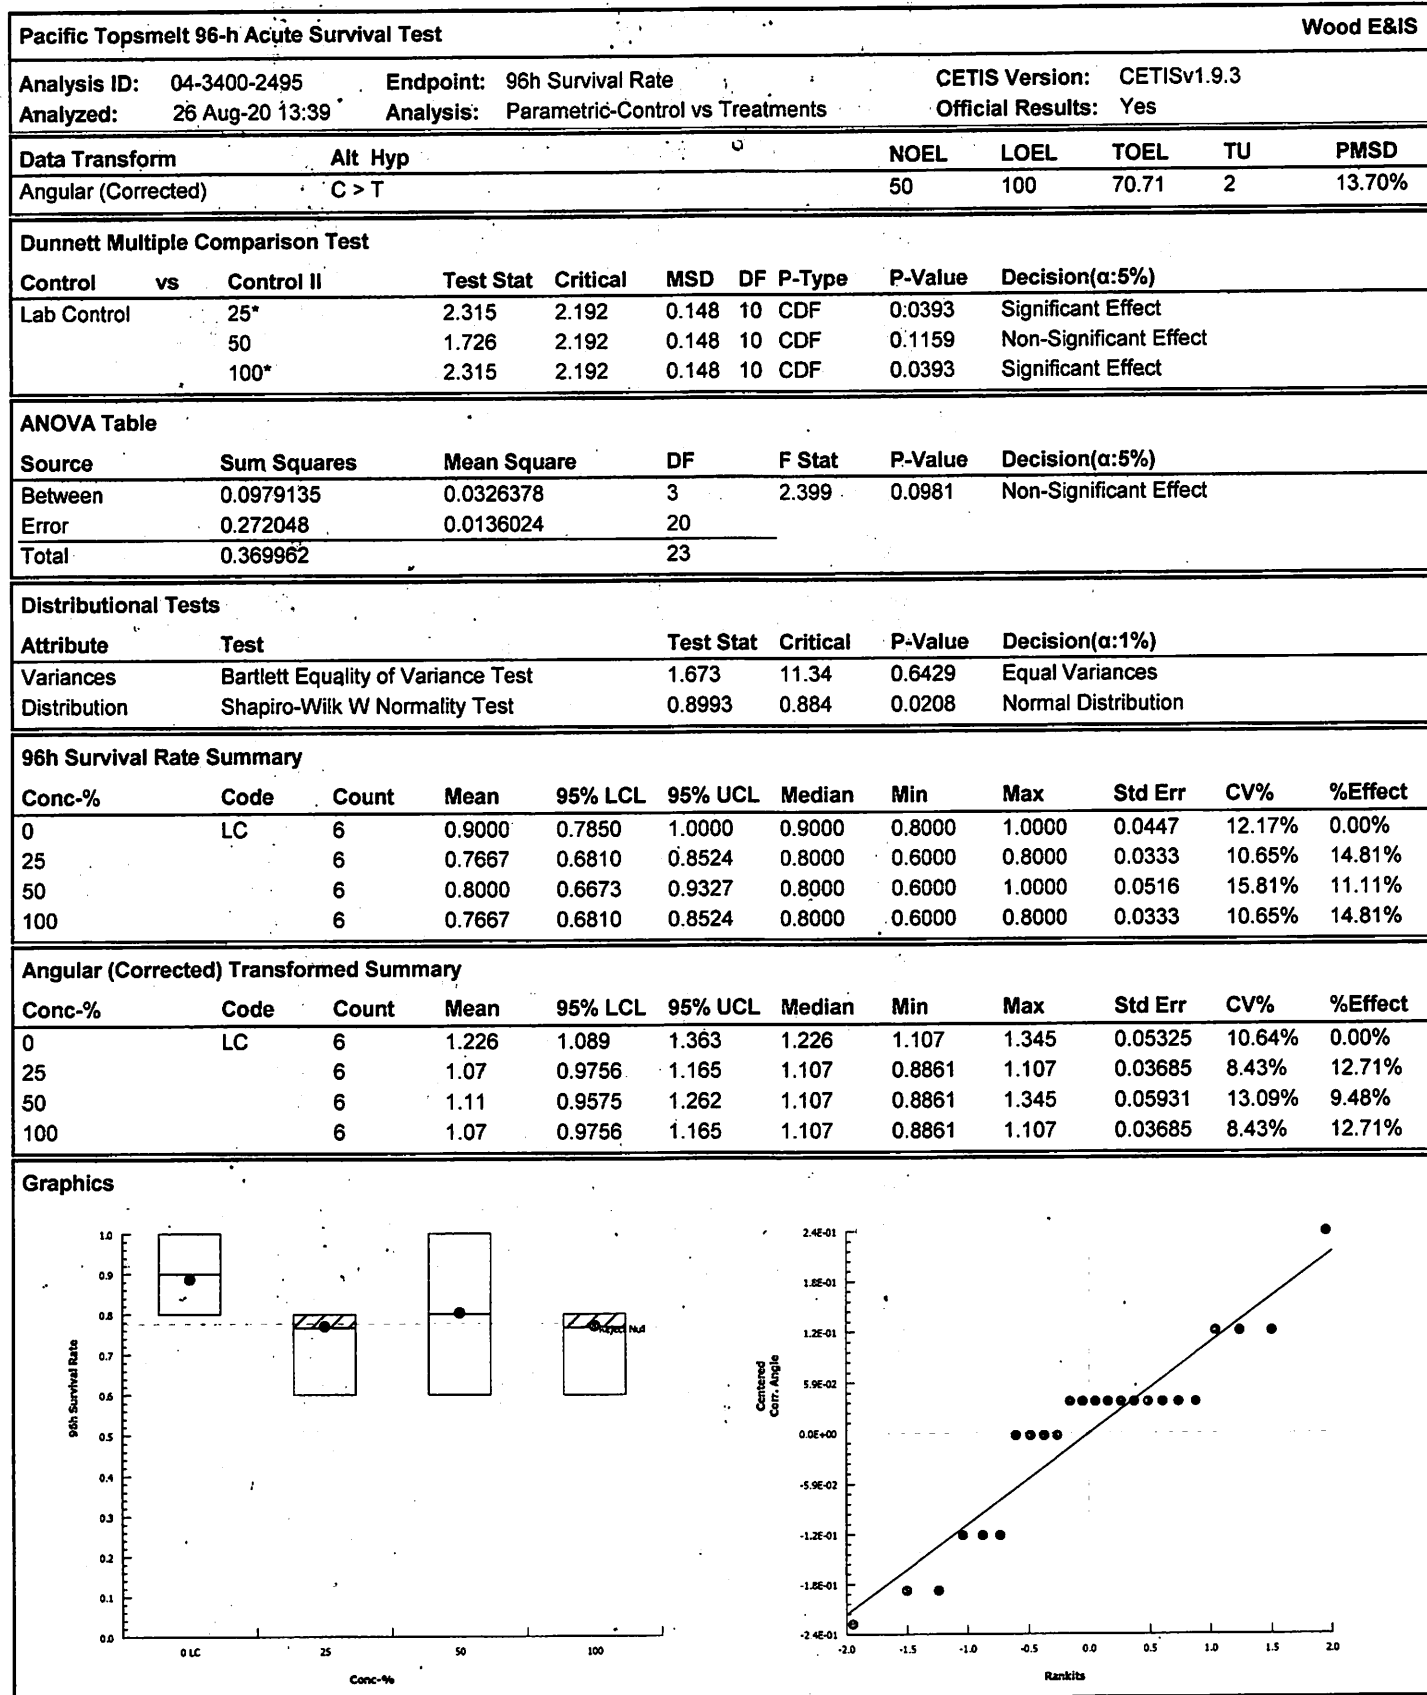 Pacific Topsmelt 96-h Acute Survival Test Wood E&IS
Analysis ID: 04-3400-2495 Endpoint: 96h Survival Rate CETIS Version: CETISv1.9.3
Analyzed: 26 Aug-20 13:39 Analysis: Parametric-Control vs Treatments Official Results: Yes
Data Transform Alt Hyp NOEL LOEL TOEL TU PMSD
Angular (Corrected) C > T 50 100 70.71 2 13.70%
Dunnett Multiple Comparison Test
Control vs Control II Test Stat Critical MSD DF P-Type P-Value Decision(α:5%)
Lab Control 25* 2.315 2.192 0.148 10 CDF 0.0393 Significant Effect
50 1.726 2.192 0.148 10 CDF 0.1159 Non-Significant Effect
100* 2.315 2.192 0.148 10 CDF 0.0393 Significant Effect
ANOVA Table
Source Sum Squares Mean Square DF F Stat P-Value Decision(α:5%)
Between 0.0979135 0.0326378 3 2.399 0.0981 Non-Significant Effect
Error 0.272048 0.0136024 20
Total 0.369962 23
Distributional Tests
Attribute Test Test Stat Critical P-Value Decision(α:1%)
Variances Bartlett Equality of Variance Test 1.673 11.34 0.6429 Equal Variances
Distribution Shapiro-Wilk W Normality Test 0.8993 0.884 0.0208 Normal Distribution
96h Survival Rate Summary
Conc-% Code Count Mean 95% LCL 95% UCL Median Min Max Std Err CV% %Effect
0 LC 6 0.9000 0.7850 1.0000 0.9000 0.8000 1.0000 0.0447 12.17% 0.00%
25 6 0.7667 0.6810 0.8524 0.8000 0.6000 0.8000 0.0333 10.65% 14.81%
50 6 0.8000 0.6673 0.9327 0.8000 0.6000 1.0000 0.0516 15.81% 11.11%
100 6 0.7667 0.6810 0.8524 0.8000 0.6000 0.8000 0.0333 10.65% 14.81%
Angular (Corrected) Transformed Summary
Conc-% Code Count Mean 95% LCL 95% UCL Median Min Max Std Err CV% %Effect
0 LC 6 1.226 1.089 1.363 1.226 1.107 1.345 0.05325 10.64% 0.00%
25 6 1.07 0.9756 1.165 1.107 0.8861 1.107 0.03685 8.43% 12.71%
50 6 1.11 0.9575 1.262 1.107 0.8861 1.345 0.05931 13.09% 9.48%
100 6 1.07 0.9756 1.165 1.107 0.8861 1.107 0.03685 8.43% 12.71%
Graphics
96h Survival Rate
1.0
0.9
0.8
0.7
0.6
0.5
0.4
0.3
0.2
0.1
0.0
Reject Null
0 LC 25 50 100
Conc-%
Centered
Corr. Angle
2.4E-01
1.8E-01
1.2E-01
5.9E-02
0.0E+00
-5.9E-02
-1.2E-01
-1.8E-01
-2.4E-01
-2.0 -1.5 -1.0 -0.5 0.0 0.5 1.0 1.5 2.0
Rankits